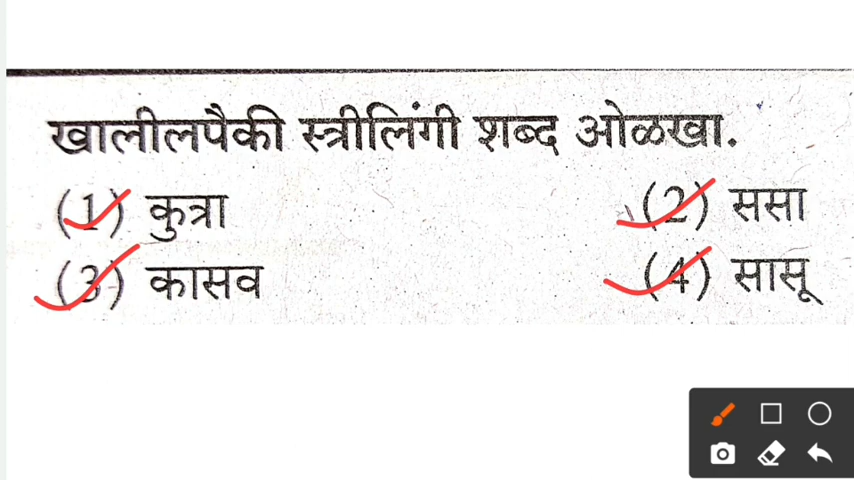 खालीलपैकी स्त्रीलिंगी शब्द ओळखा.
(1) कुत्रा (2) ससा
(3) कासव (4) सासू